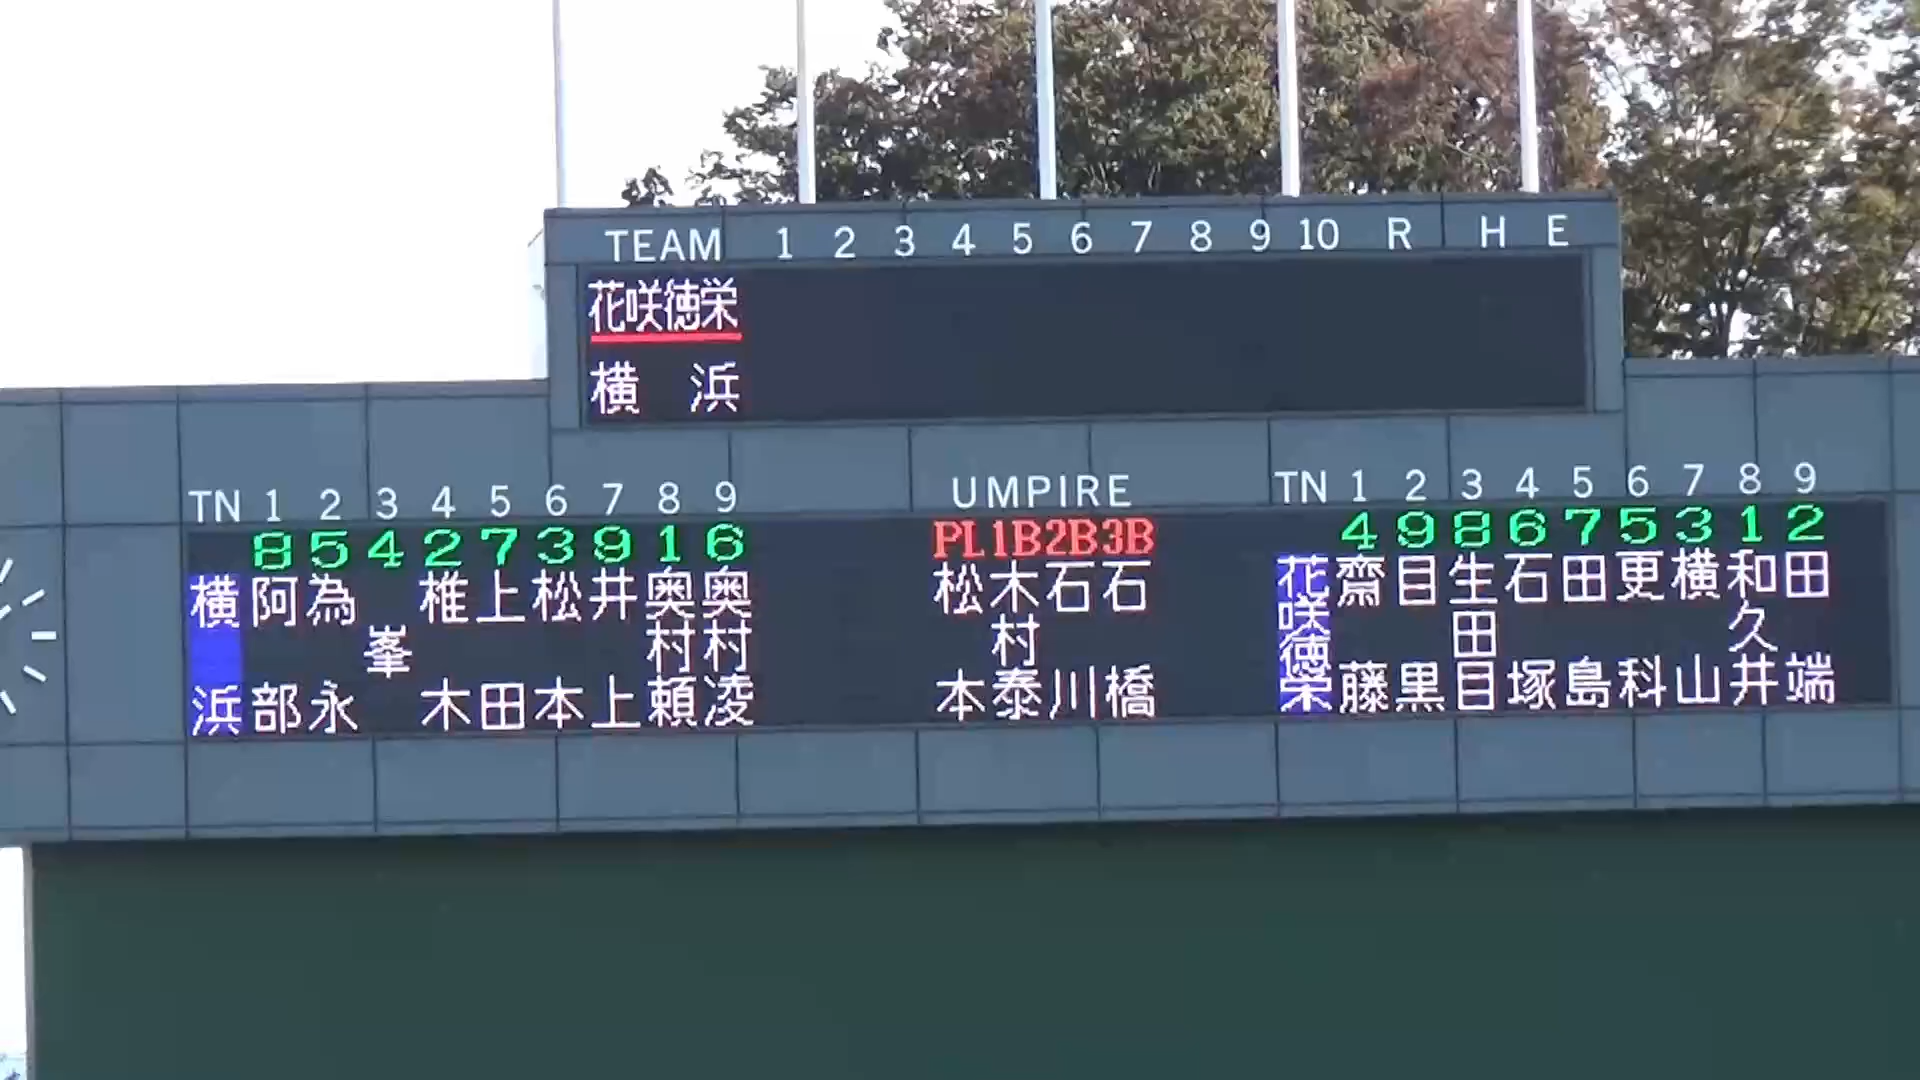 TEAM 1 2 3 4 5 6 7 8 9 10 R H E
花咲徳栄
横 浜
TN 1 2 3 4 5 6 7 8 9
8 5 4 2 7 3 9 1 6
横浜
阿部
為永
峯
椎木
上田
松本
井上
奥村頼
奥村凌
UMPIRE
PL 1B 2B 3B
松本
木村泰
石川
石橋
TN 1 2 3 4 5 6 7 8 9
4 9 8 6 7 5 3 1 2
花咲徳栄
齋藤
目黒
生田目
石塚
田島
更科
横山
和久井
田端